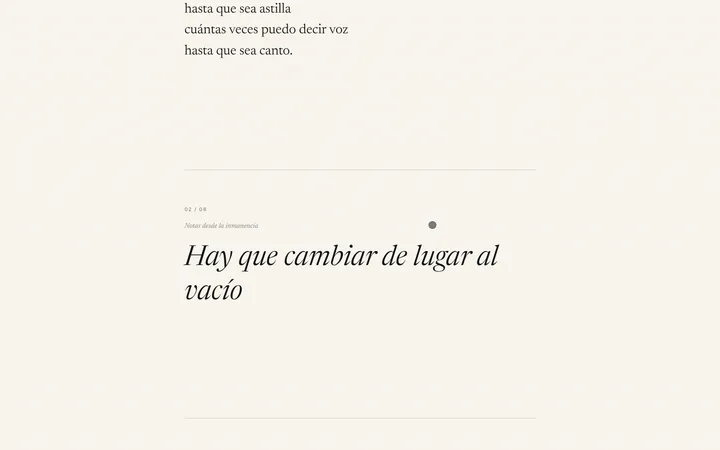 hasta que sea astilla
cuántas veces puedo decir voz
hasta que sea canto.
02 / 08
Notas desde la inmanencia
Hay que cambiar de lugar al
vacío